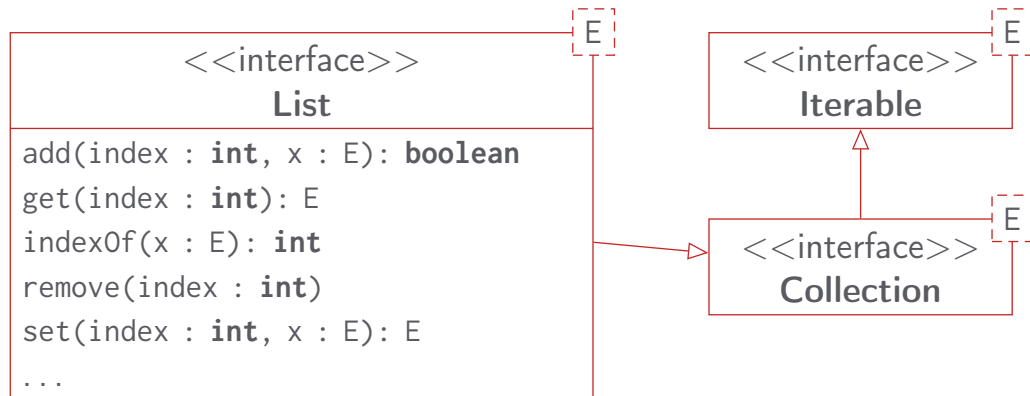 E
<<interface>>
List
add(index : int, x : E): boolean
get(index : int): E
indexOf(x : E): int
remove(index : int)
set(index : int, x : E): E
...
E
<<interface>>
Iterable
E
<<interface>>
Collection